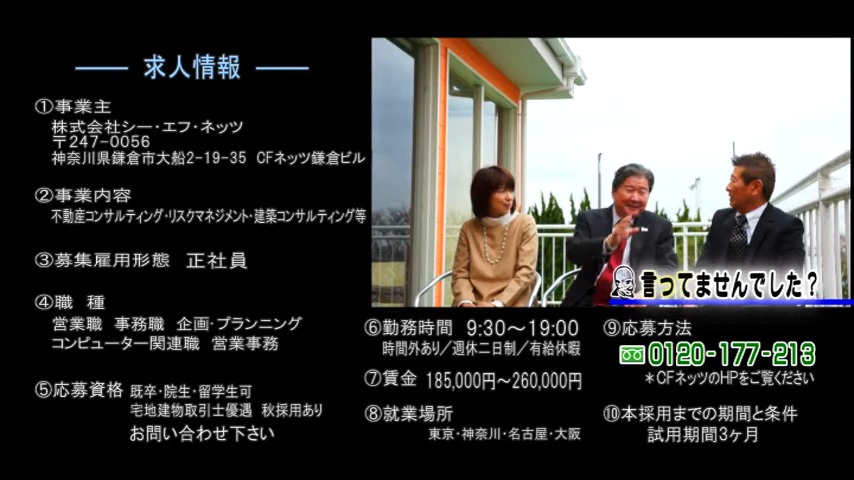 求人情報
①事業主
株式会社シー・エフ・ネッツ
〒247-0056
神奈川県鎌倉市大船2-19-35 CFネッツ鎌倉ビル
②事業内容
不動産コンサルティング・リスクマネジメント・建築コンサルティング等
③募集雇用形態 正社員
④職 種
営業職 事務職 企画・プランニング
コンピューター関連職 営業事務
⑤応募資格 既卒・院生・留学生可
宅地建物取引士優遇 秋採用あり
お問い合わせ下さい
言ってませんでした?
⑥勤務時間 9:30～19:00
時間外あり／週休二日制／有給休暇
⑦賃金 185,000円～260,000円
⑧就業場所
東京・神奈川・名古屋・大阪
⑨応募方法
0120-177-213
＊CFネッツのHPをご覧ください
⑩本採用までの期間と条件
試用期間3ヶ月